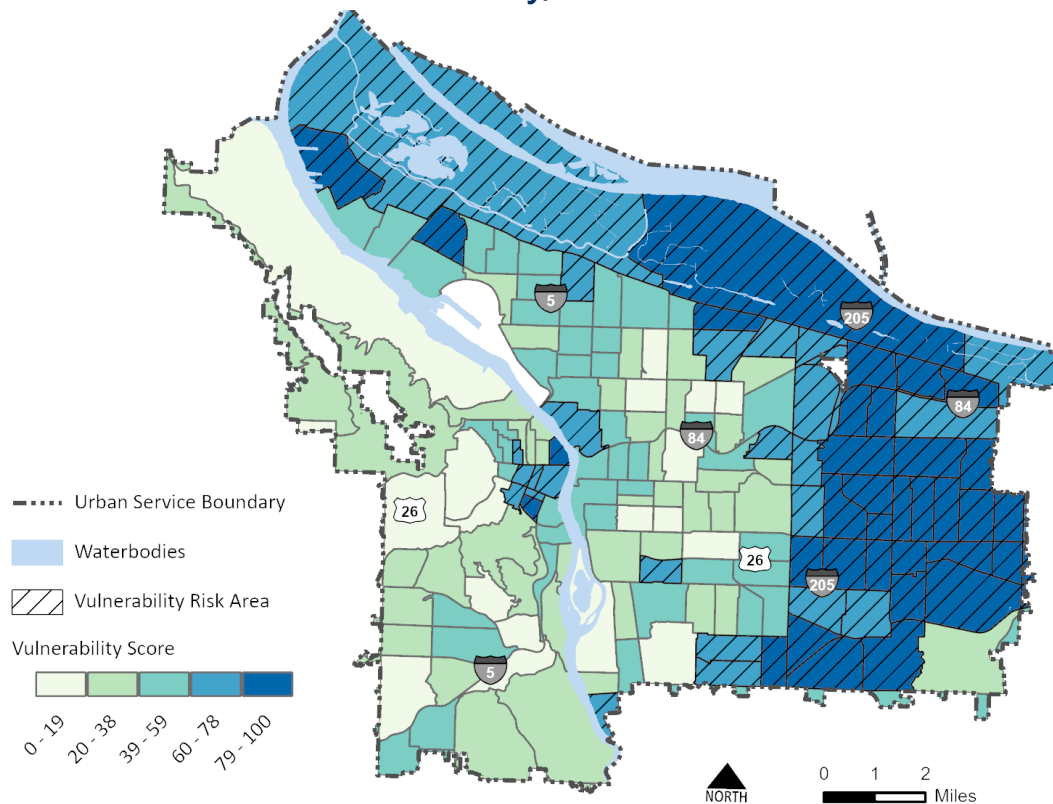 5
205
84
84
26
26
205
5
Urban Service Boundary
Waterbodies
Vulnerability Risk Area
Vulnerability Score
0 - 19
20 - 38
39 - 59
60 - 78
79 - 100
NORTH
0 1 2
Miles